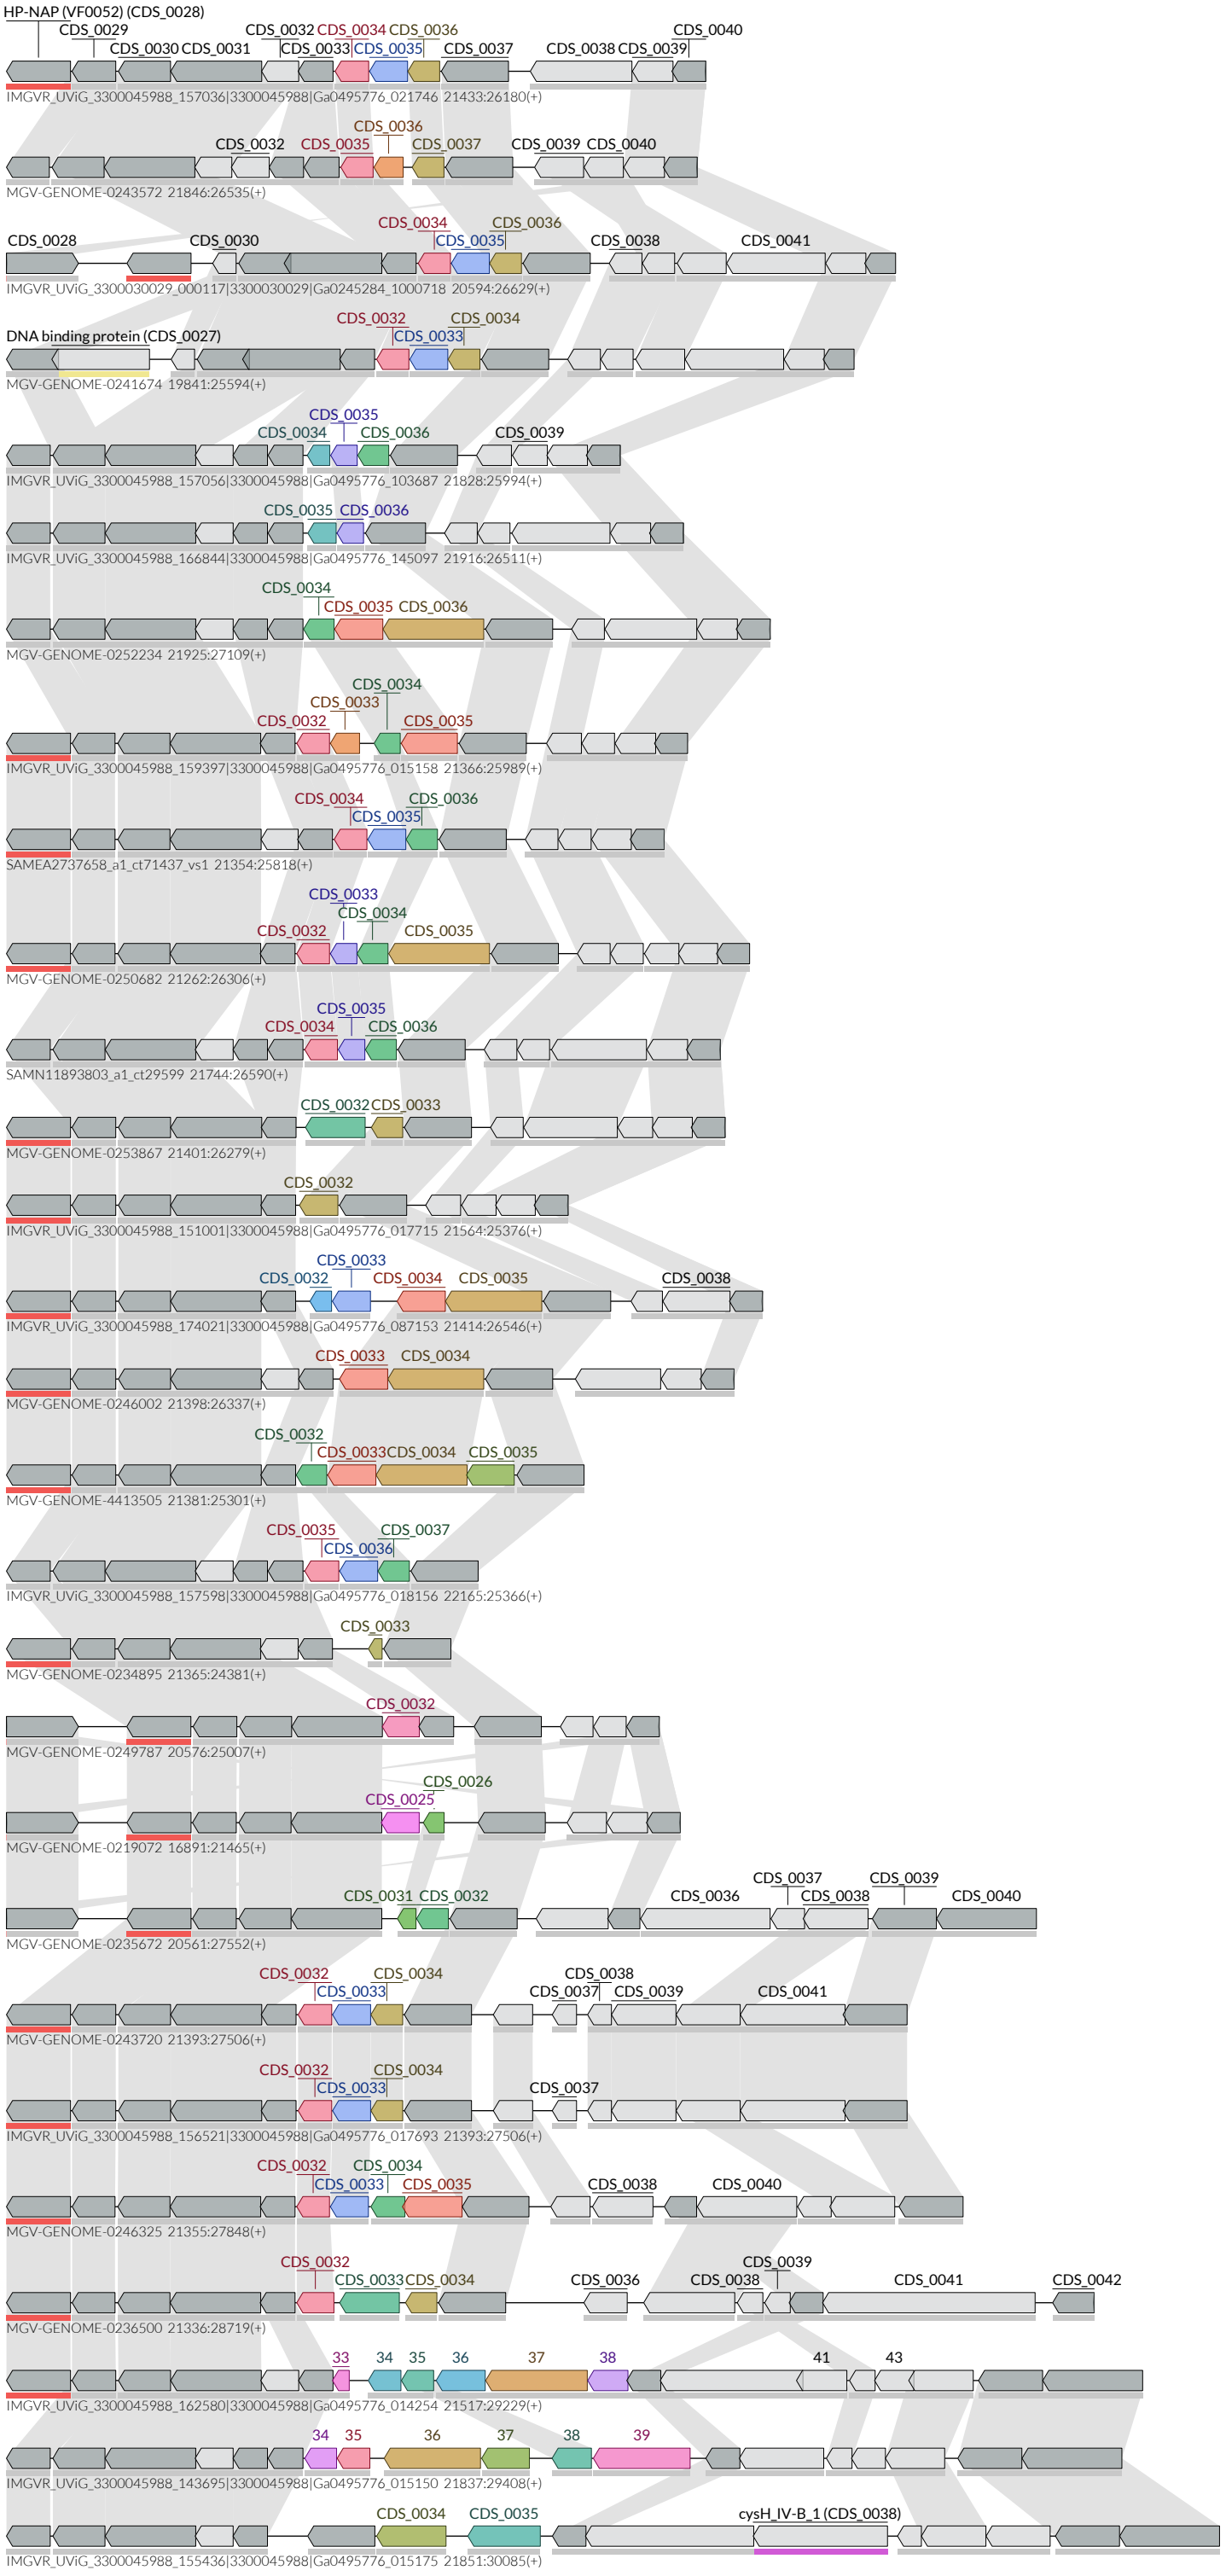 HP-NAP (VF0052) (CDS_0028)
CDS_0029 CDS_0032 CDS_0034 CDS_0036 CDS_0040
CDS_0030 CDS_0031 CDS_0033 CDS_0035 CDS_0037 CDS_0038 CDS_0039
IMGVR_UViG_3300045988_157036|3300045988|Ga0495776_021746 21433:26180(+)
CDS_0036
CDS_0032 CDS_0035 CDS_0037 CDS_0039 CDS_0040
MGV-GENOME-0243572 21846:26535(+)
CDS_0034 CDS_0036
CDS_0028 CDS_0030 CDS_0035 CDS_0038 CDS_0041
IMGVR_UViG_3300030029_000117|3300030029|Ga0245284_1000718 20594:26629(+)
CDS_0032 CDS_0034
DNA binding protein (CDS_0027) CDS_0033
MGV-GENOME-0241674 19841:25594(+)
CDS_0035
CDS_0034 CDS_0036 CDS_0039
IMGVR_UViG_3300045988_157056|3300045988|Ga0495776_103687 21828:25994(+)
CDS_0035 CDS_0036
IMGVR_UViG_3300045988_166844|3300045988|Ga0495776_145097 21916:26511(+)
CDS_0034
CDS_0035 CDS_0036
MGV-GENOME-0252234 21925:27109(+)
CDS_0034
CDS_0033
CDS_0032 CDS_0035
IMGVR_UViG_3300045988_159397|3300045988|Ga0495776_015158 21366:25989(+)
CDS_0034 CDS_0036
CDS_0035
SAMEA2737658_a1_ct71437_vs1 21354:25818(+)
CDS_0033
CDS_0034
CDS_0032 CDS_0035
MGV-GENOME-0250682 21262:26306(+)
CDS_0035
CDS_0034 CDS_0036
SAMN11893803_a1_ct29599 21744:26590(+)
CDS_0032 CDS_0033
MGV-GENOME-0253867 21401:26279(+)
CDS_0032
IMGVR_UViG_3300045988_151001|3300045988|Ga0495776_017715 21564:25376(+)
CDS_0033
CDS_0032 CDS_0034 CDS_0035 CDS_0038
IMGVR_UViG_3300045988_174021|3300045988|Ga0495776_087153 21414:26546(+)
CDS_0033 CDS_0034
MGV-GENOME-0246002 21398:26337(+)
CDS_0032
CDS_0033 CDS_0034 CDS_0035
MGV-GENOME-4413505 21381:25301(+)
CDS_0035 CDS_0037
CDS_0036
IMGVR_UViG_3300045988_157598|3300045988|Ga0495776_018156 22165:25366(+)
CDS_0033
MGV-GENOME-0234895 21365:24381(+)
CDS_0032
MGV-GENOME-0249787 20576:25007(+)
CDS_0026
CDS_0025
MGV-GENOME-0219072 16891:21465(+)
CDS_0037 CDS_0039
CDS_0031 CDS_0032 CDS_0036 CDS_0038 CDS_0040
MGV-GENOME-0235672 20561:27552(+)
CDS_0032 CDS_0034 CDS_0038
CDS_0033 CDS_0037 CDS_0039 CDS_0041
MGV-GENOME-0243720 21393:27506(+)
CDS_0032 CDS_0034
CDS_0033 CDS_0037
IMGVR_UViG_3300045988_156521|3300045988|Ga0495776_017693 21393:27506(+)
CDS_0032 CDS_0034
CDS_0033 CDS_0035 CDS_0038 CDS_0040
MGV-GENOME-0246325 21355:27848(+)
CDS_0032 CDS_0039
CDS_0033 CDS_0034 CDS_0036 CDS_0038 CDS_0041 CDS_0042
MGV-GENOME-0236500 21336:28719(+)
33 34 35 36 37 38 41 43
IMGVR_UViG_3300045988_162580|3300045988|Ga0495776_014254 21517:29229(+)
34 35 36 37 38 39
IMGVR_UViG_3300045988_143695|3300045988|Ga0495776_015150 21837:29408(+)
CDS_0034 CDS_0035 cysH_IV-B_1 (CDS_0038)
IMGVR_UViG_3300045988_155436|3300045988|Ga0495776_015175 21851:30085(+)